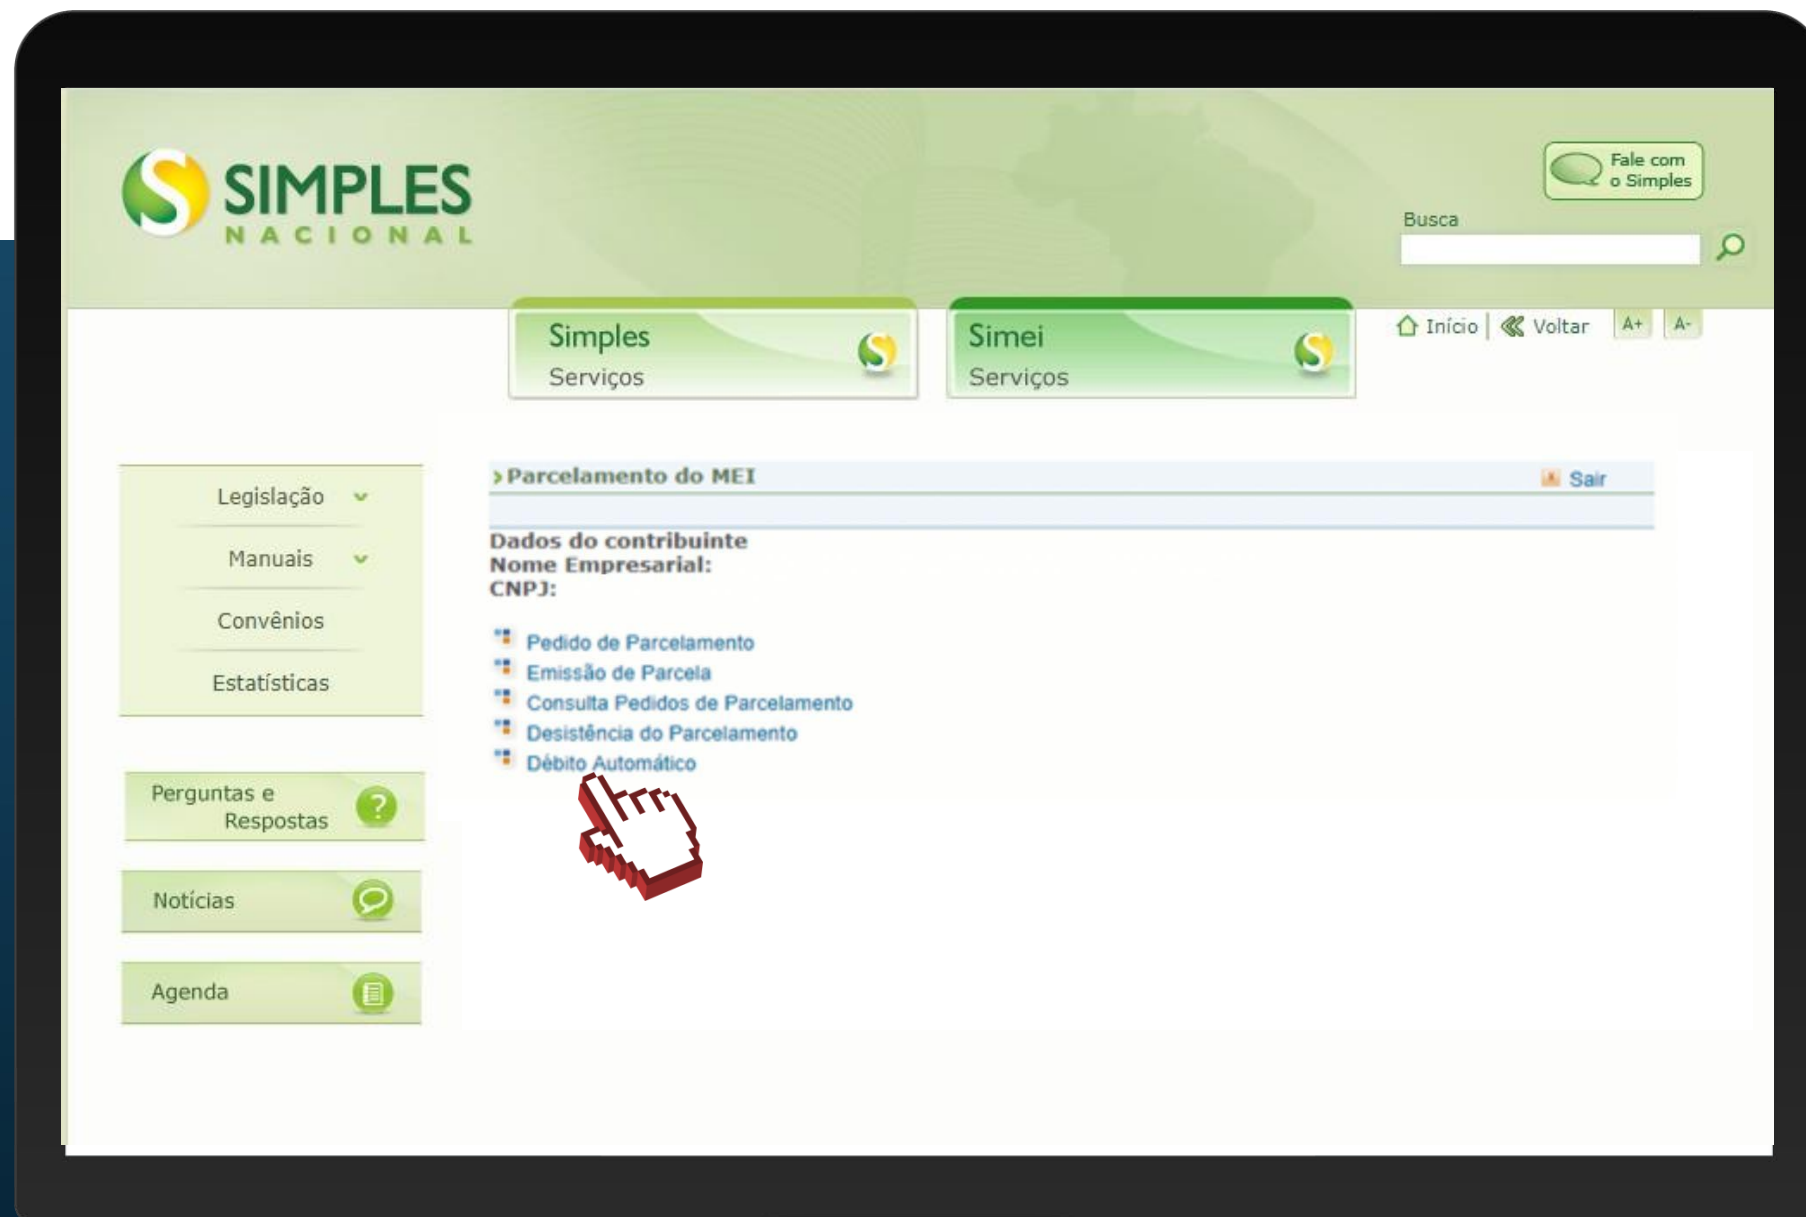 SIMPLES
NACIONAL
Fale com
o Simples
Busca
Simples
Serviços
Simei
Serviços
Início
Voltar
A+
A-
Legislação
Manuais
Convênios
Estatísticas
Perguntas e
Respostas
Notícias
Agenda
Parcelamento do MEI
Sair
Dados do contribuinte
Nome Empresarial:
CNPJ:
Pedido de Parcelamento
Emissão de Parcela
Consulta Pedidos de Parcelamento
Desistência do Parcelamento
Débito Automático